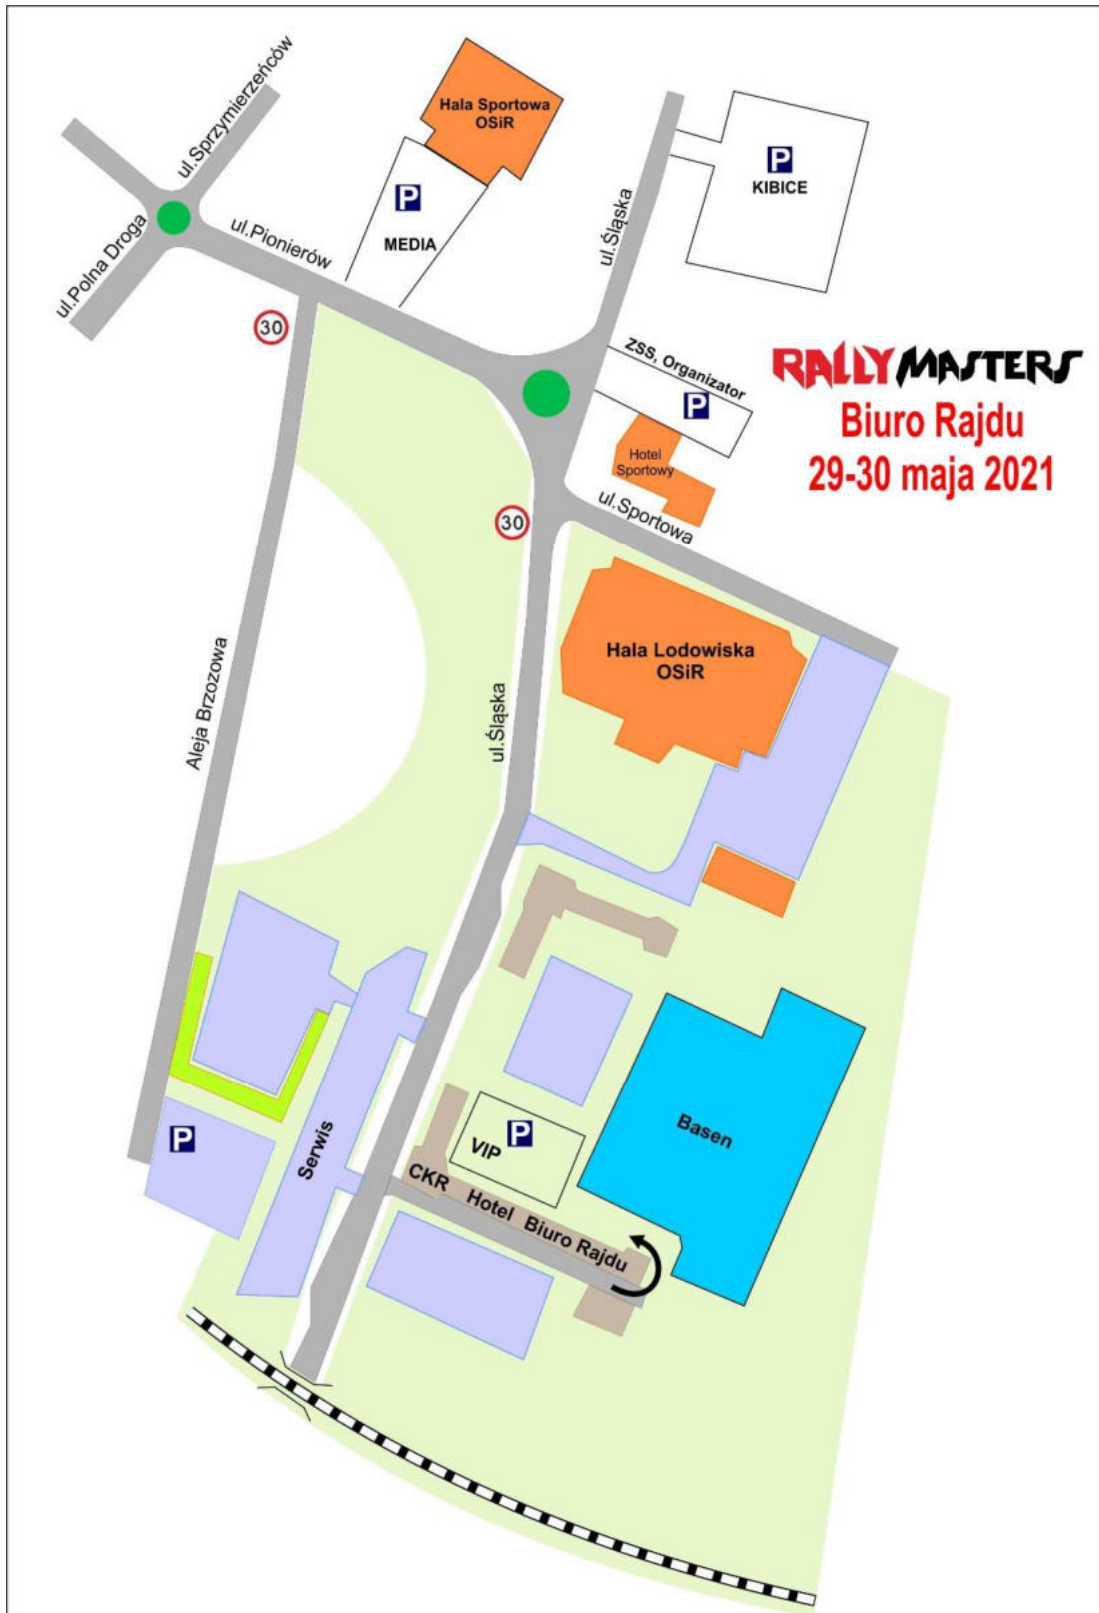 ul.Sprzymierzeńców
Hala Sportowa
OSiR
P
KIBICE
P
MEDIA
ul.Polna Droga
ul.Pionierów
ul.Śląska
30
ZSS, Organizator
P
RALLY MASTERS
Biuro Rajdu
29-30 maja 2021
Hotel
Sportowy
30
ul.Sportowa
Hala Lodowiska
OSiR
Aleja Brzozowa
ul.Śląska
P
Serwis
P
VIP
Basen
CKR Hotel Biuro Rajdu